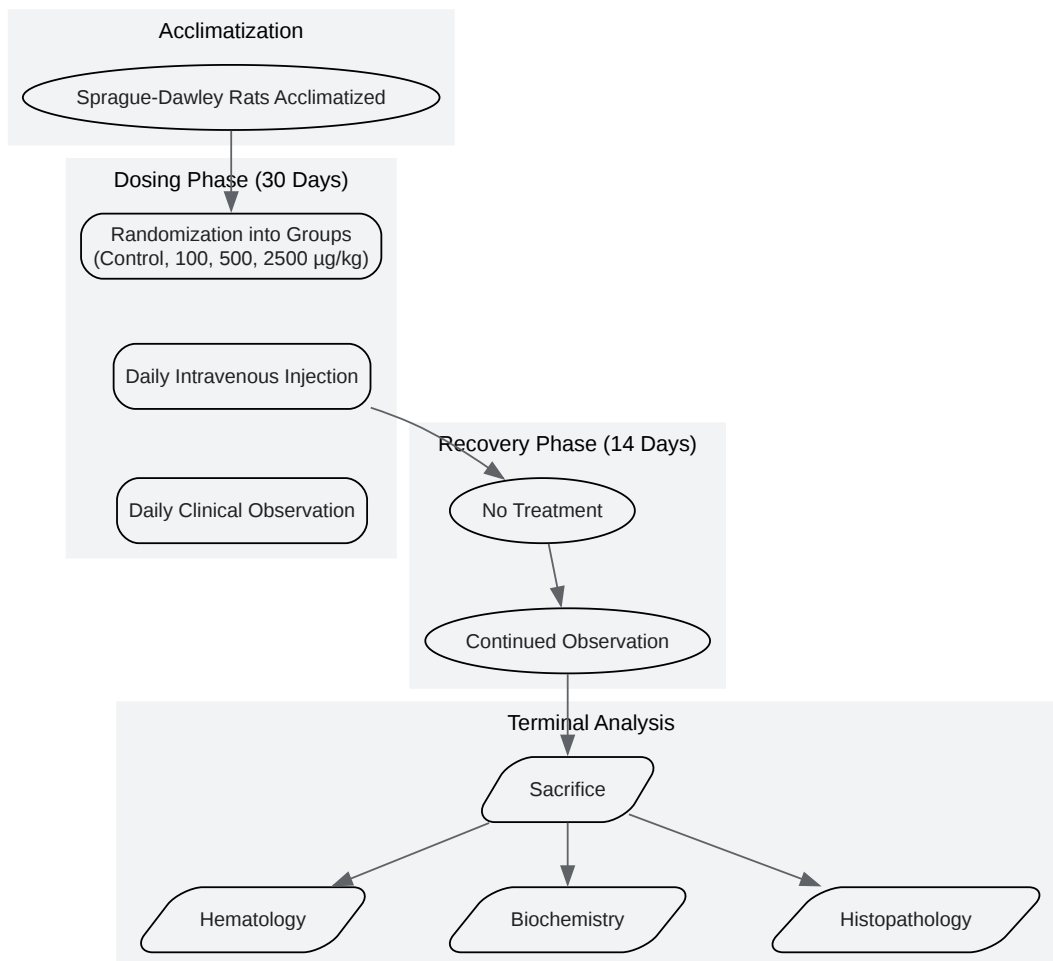 Acclimatization
Sprague-Dawley Rats Acclimatized
Dosing Phase (30 Days)
Randomization into Groups
(Control, 100, 500, 2500 µg/kg)
Daily Intravenous Injection
Recovery Phase (14 Days)
Daily Clinical Observation
No Treatment
Continued Observation
Terminal Analysis
Sacrifice
Hematology
Biochemistry
Histopathology